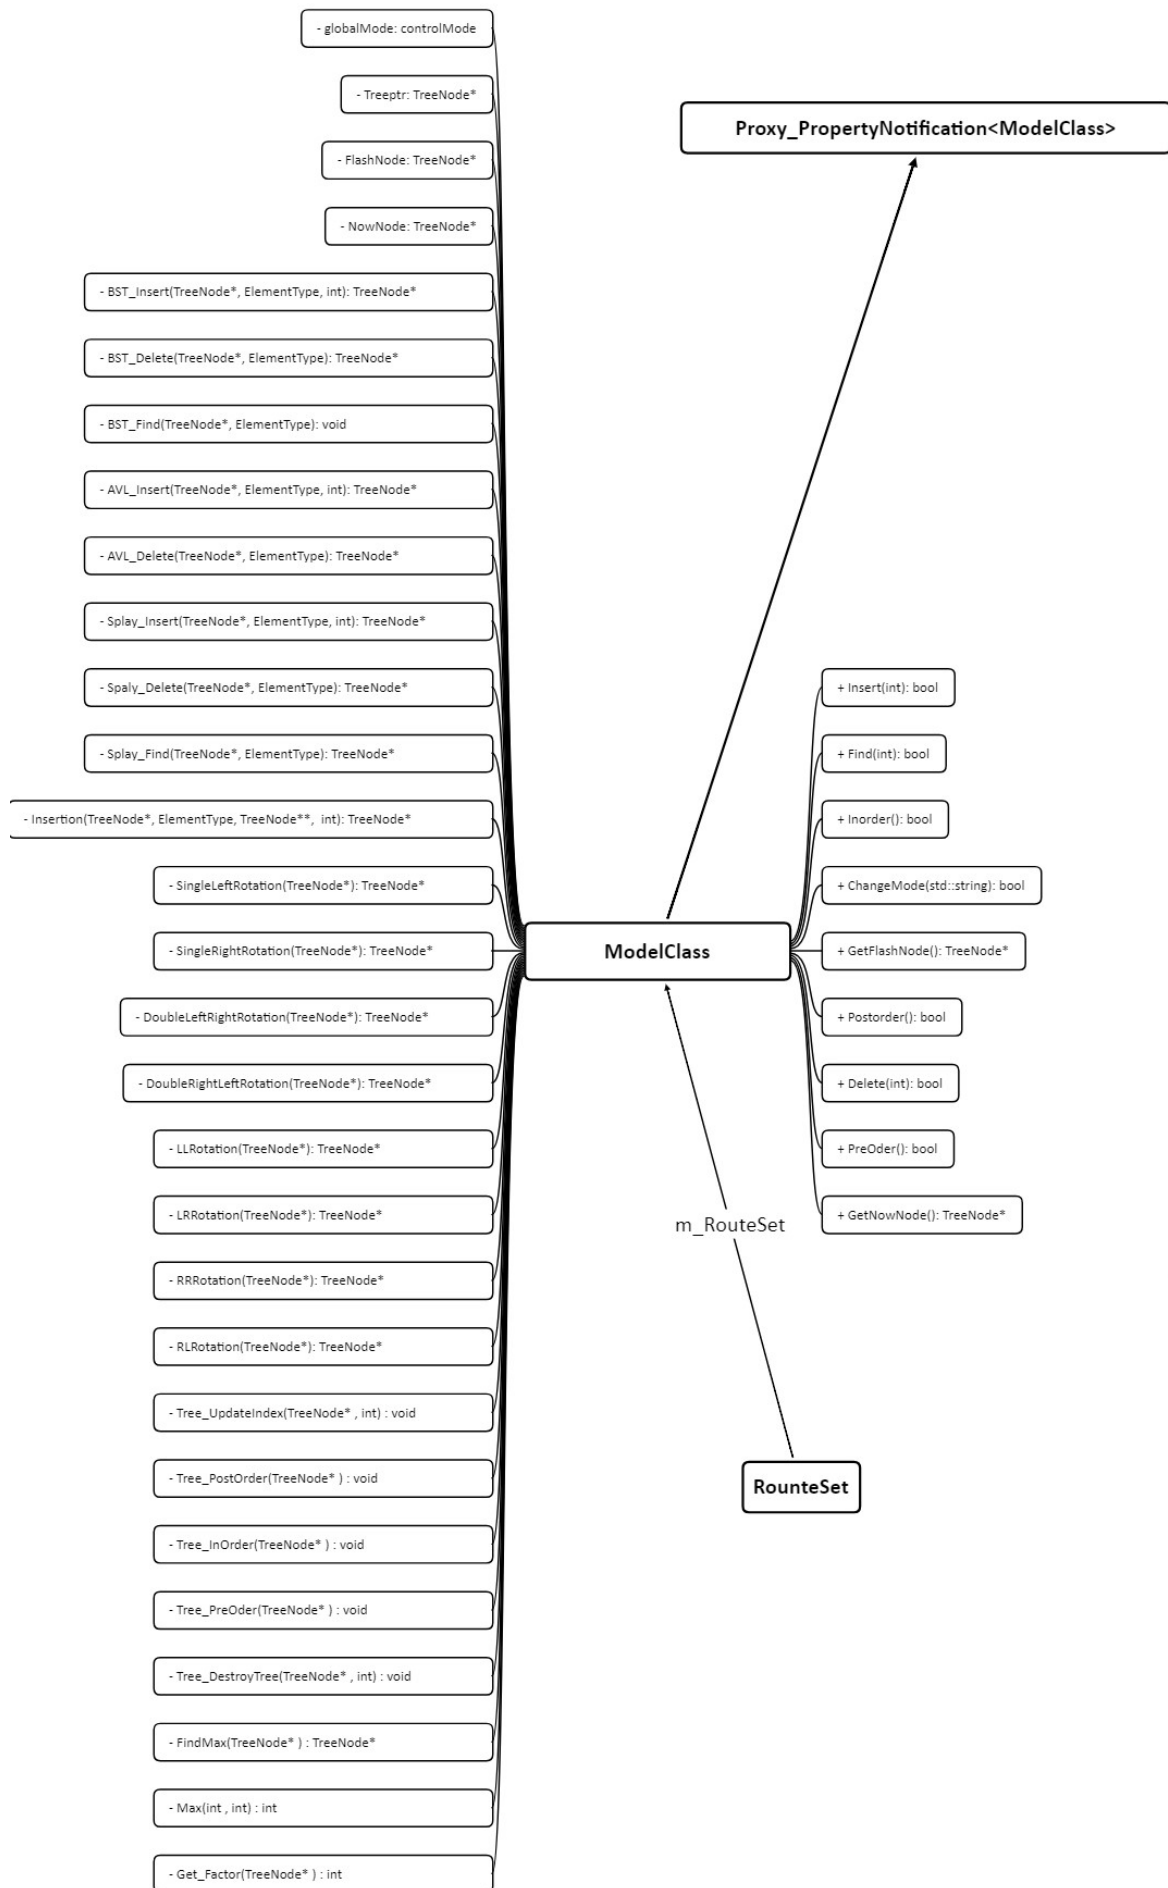 - globalMode: controlMode
- Treeptr: TreeNode*
- FlashNode: TreeNode*
- NowNode: TreeNode*
- BST_Insert(TreeNode*, ElementType, int): TreeNode*
- BST_Delete(TreeNode*, ElementType): TreeNode*
- BST_Find(TreeNode*, ElementType): void
- AVL_Insert(TreeNode*, ElementType, int): TreeNode*
- AVL_Delete(TreeNode*, ElementType): TreeNode*
- Splay_Insert(TreeNode*, ElementType, int): TreeNode*
- Spaly_Delete(TreeNode*, ElementType): TreeNode*
- Splay_Find(TreeNode*, ElementType): TreeNode*
- Insertion(TreeNode*, ElementType, TreeNode**,  int): TreeNode*
- SingleLeftRotation(TreeNode*): TreeNode*
- SingleRightRotation(TreeNode*): TreeNode*
- DoubleLeftRightRotation(TreeNode*): TreeNode*
- DoubleRightLeftRotation(TreeNode*): TreeNode*
- LLRotation(TreeNode*): TreeNode*
- LRRotation(TreeNode*): TreeNode*
- RRRotation(TreeNode*): TreeNode*
- RLRotation(TreeNode*): TreeNode*
- Tree_UpdateIndex(TreeNode* , int) : void
- Tree_PostOrder(TreeNode* ) : void
- Tree_InOrder(TreeNode* ) : void
- Tree_PreOder(TreeNode* ) : void
- Tree_DestroyTree(TreeNode* , int) : void
- FindMax(TreeNode* ) : TreeNode*
- Max(int , int) : int
- Get_Factor(TreeNode* ) : int
Proxy_PropertyNotification<ModelClass>
ModelClass
+ Insert(int): bool
+ Find(int): bool
+ Inorder(): bool
+ ChangeMode(std::string): bool
+ GetFlashNode(): TreeNode*
+ Postorder(): bool
+ Delete(int): bool
+ PreOder(): bool
+ GetNowNode(): TreeNode*
m_RouteSet
RounteSet